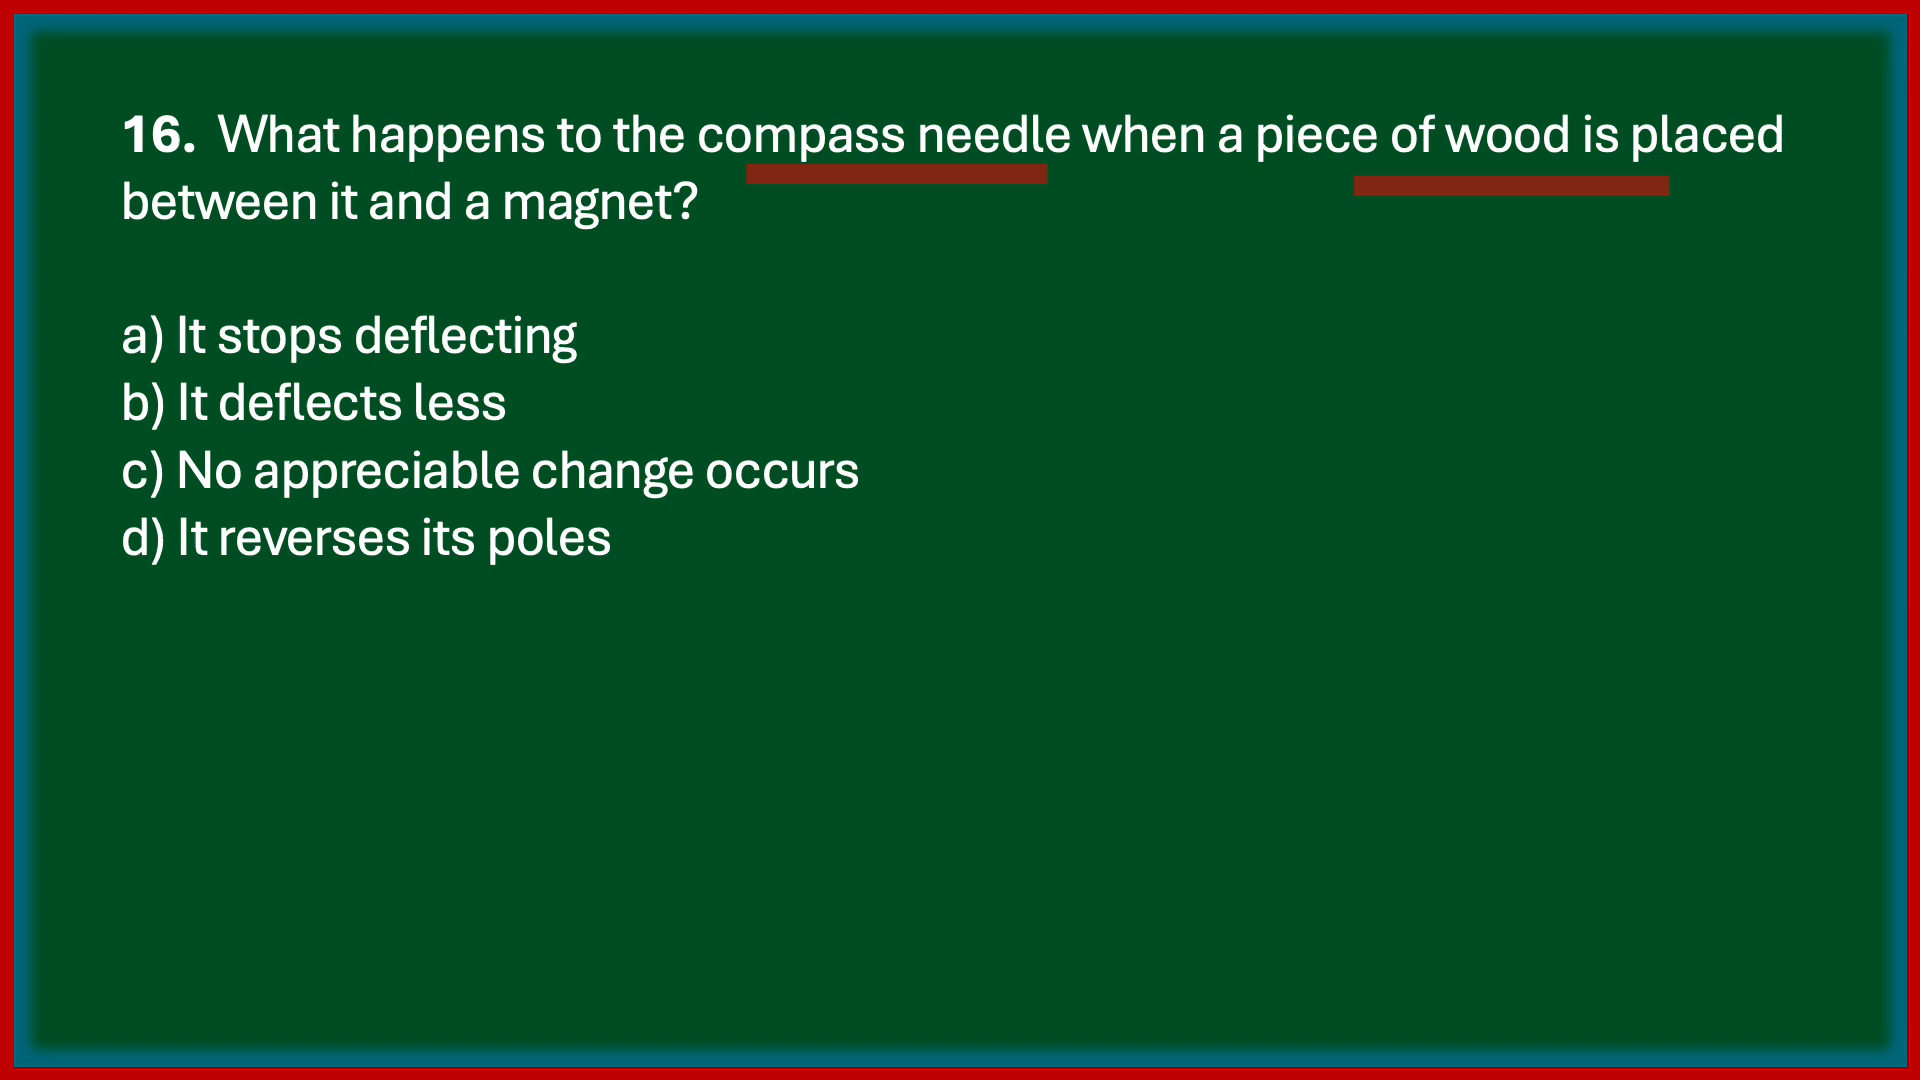 16. What happens to the compass needle when a piece of wood is placed
between it and a magnet?
a) It stops deflecting
b) It deflects less
c) No appreciable change occurs
d) It reverses its poles